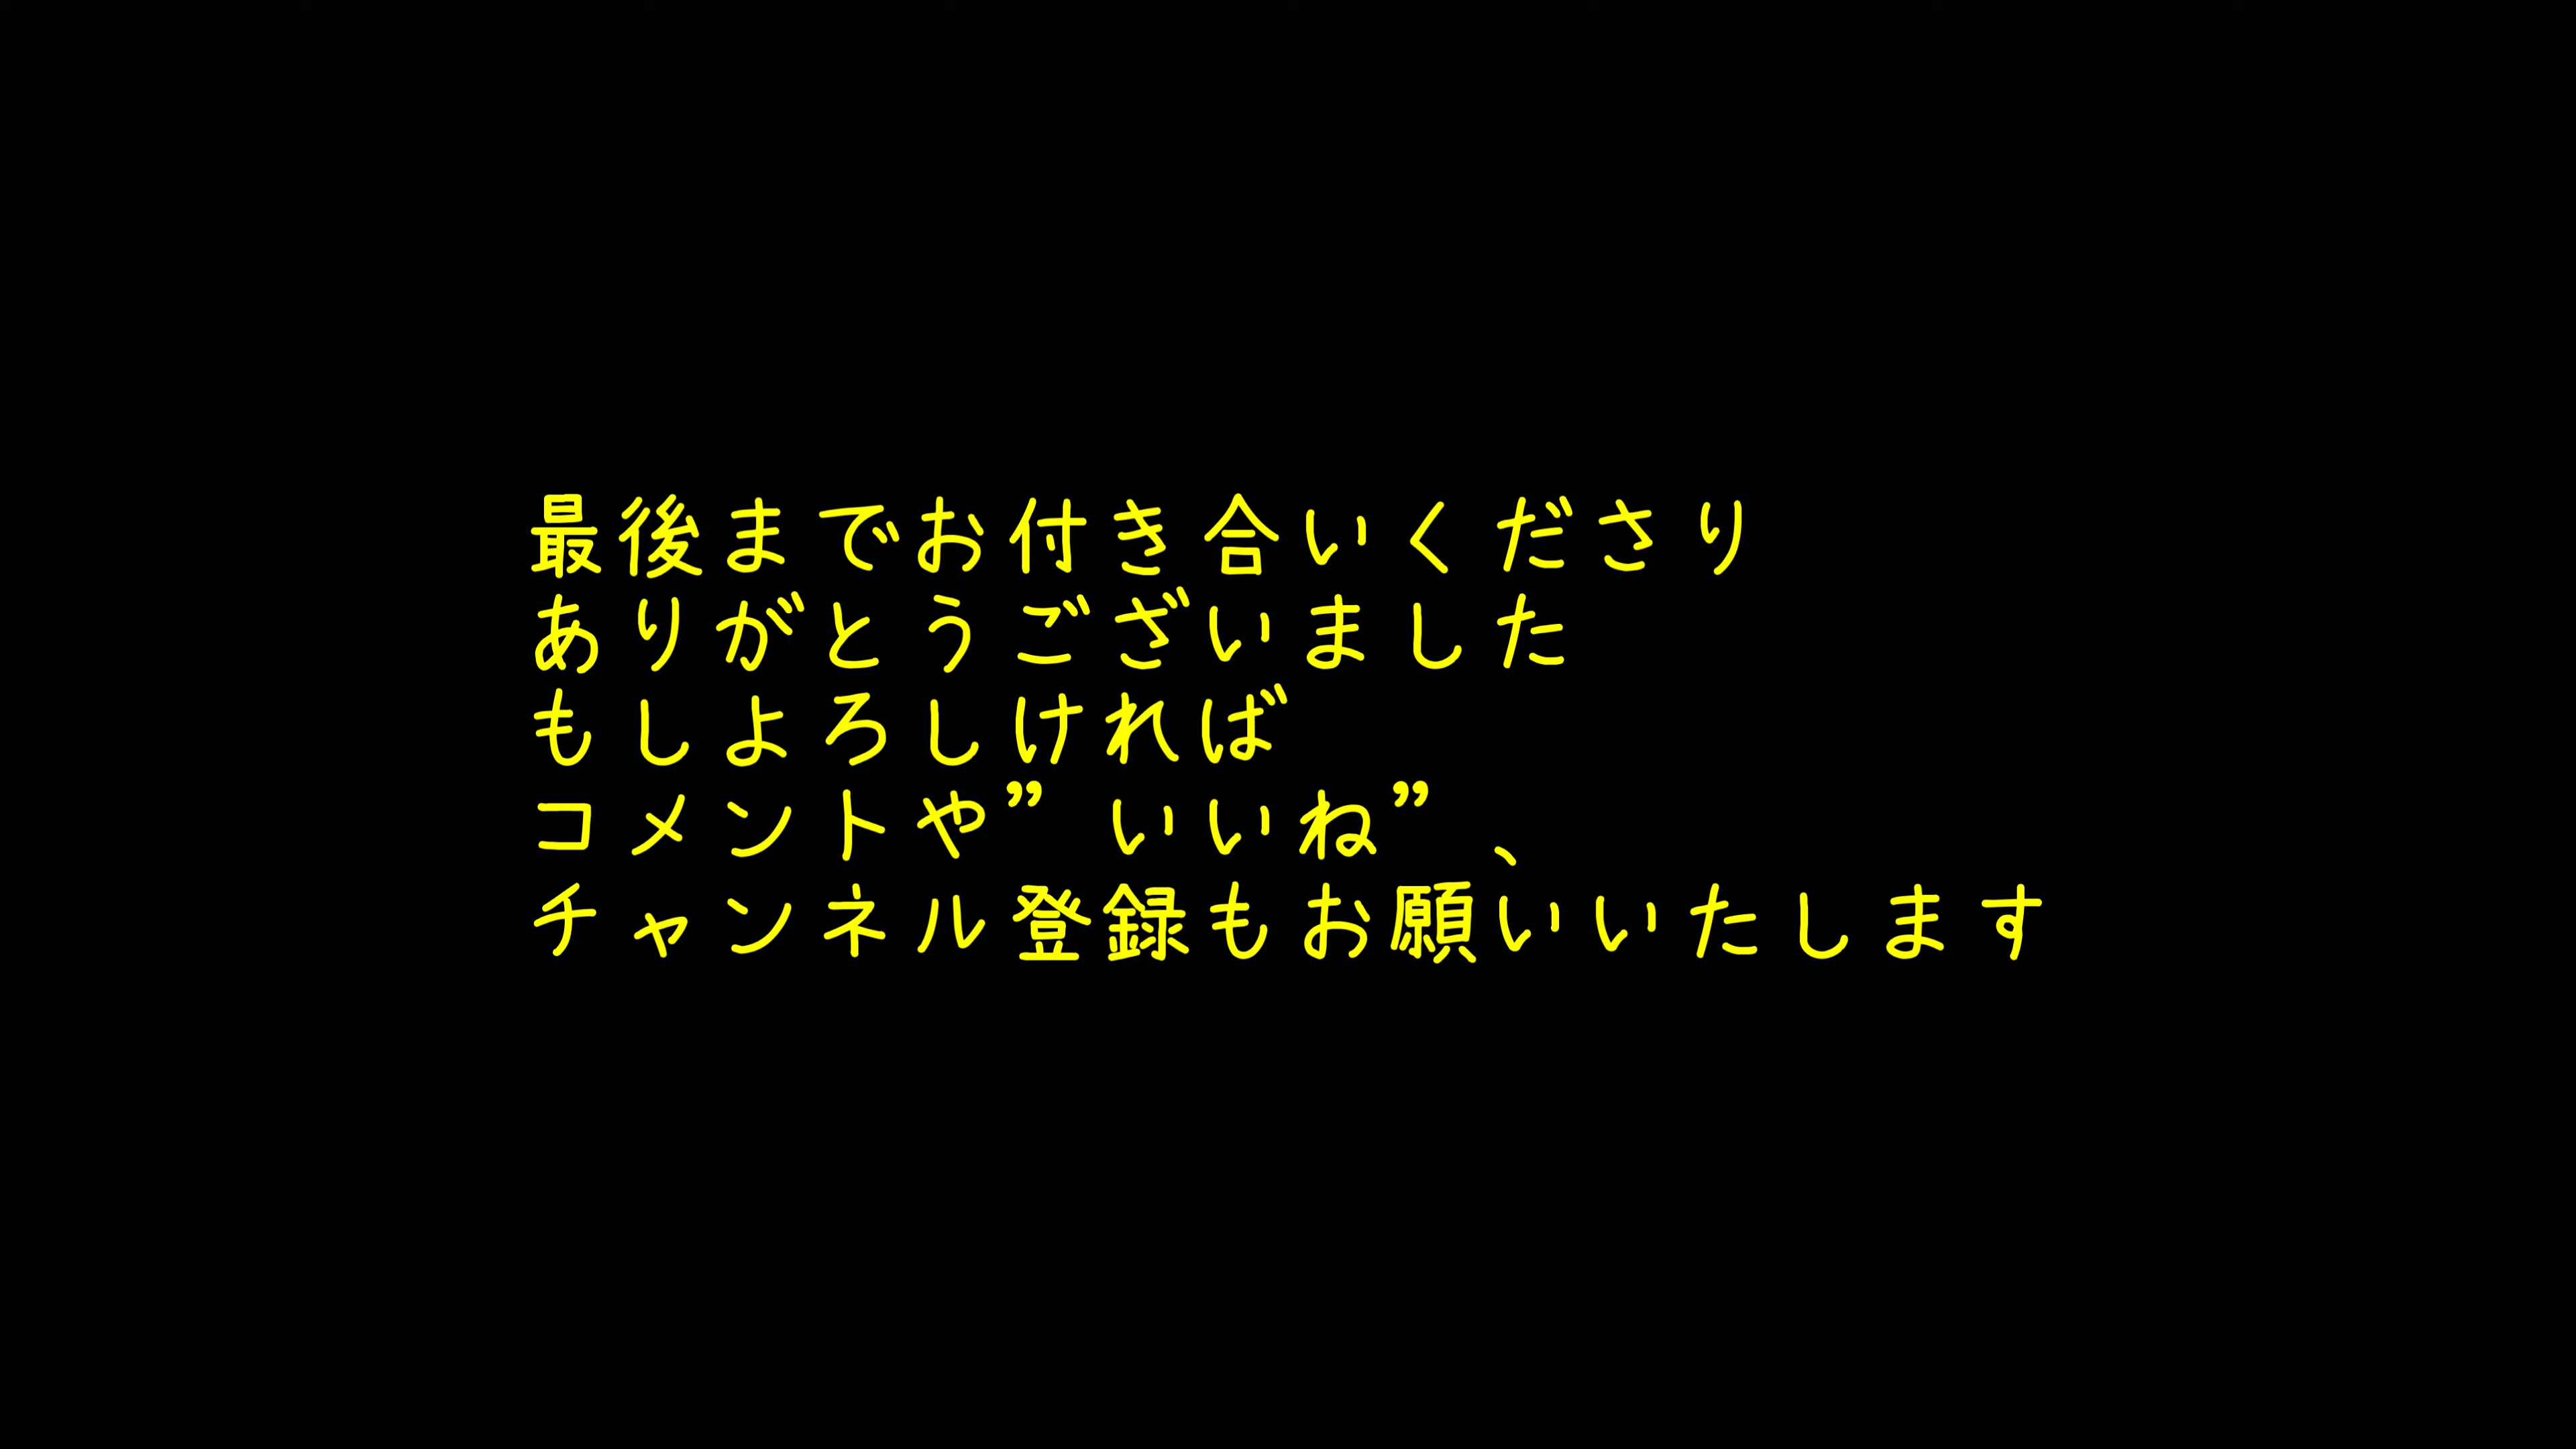 最後までお付き合いくださり
ありがとうございました
もしよろしければ
コメントや”いいね”、
チャンネル登録もお願いいたします